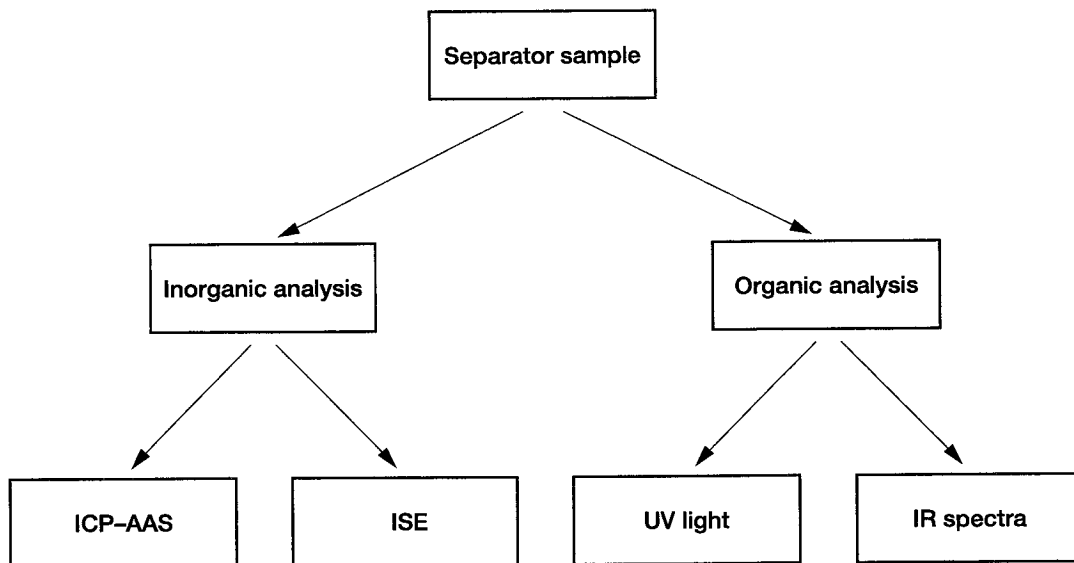 Separator sample
Inorganic analysis
Organic analysis
ICP–AAS
ISE
UV light
IR spectra